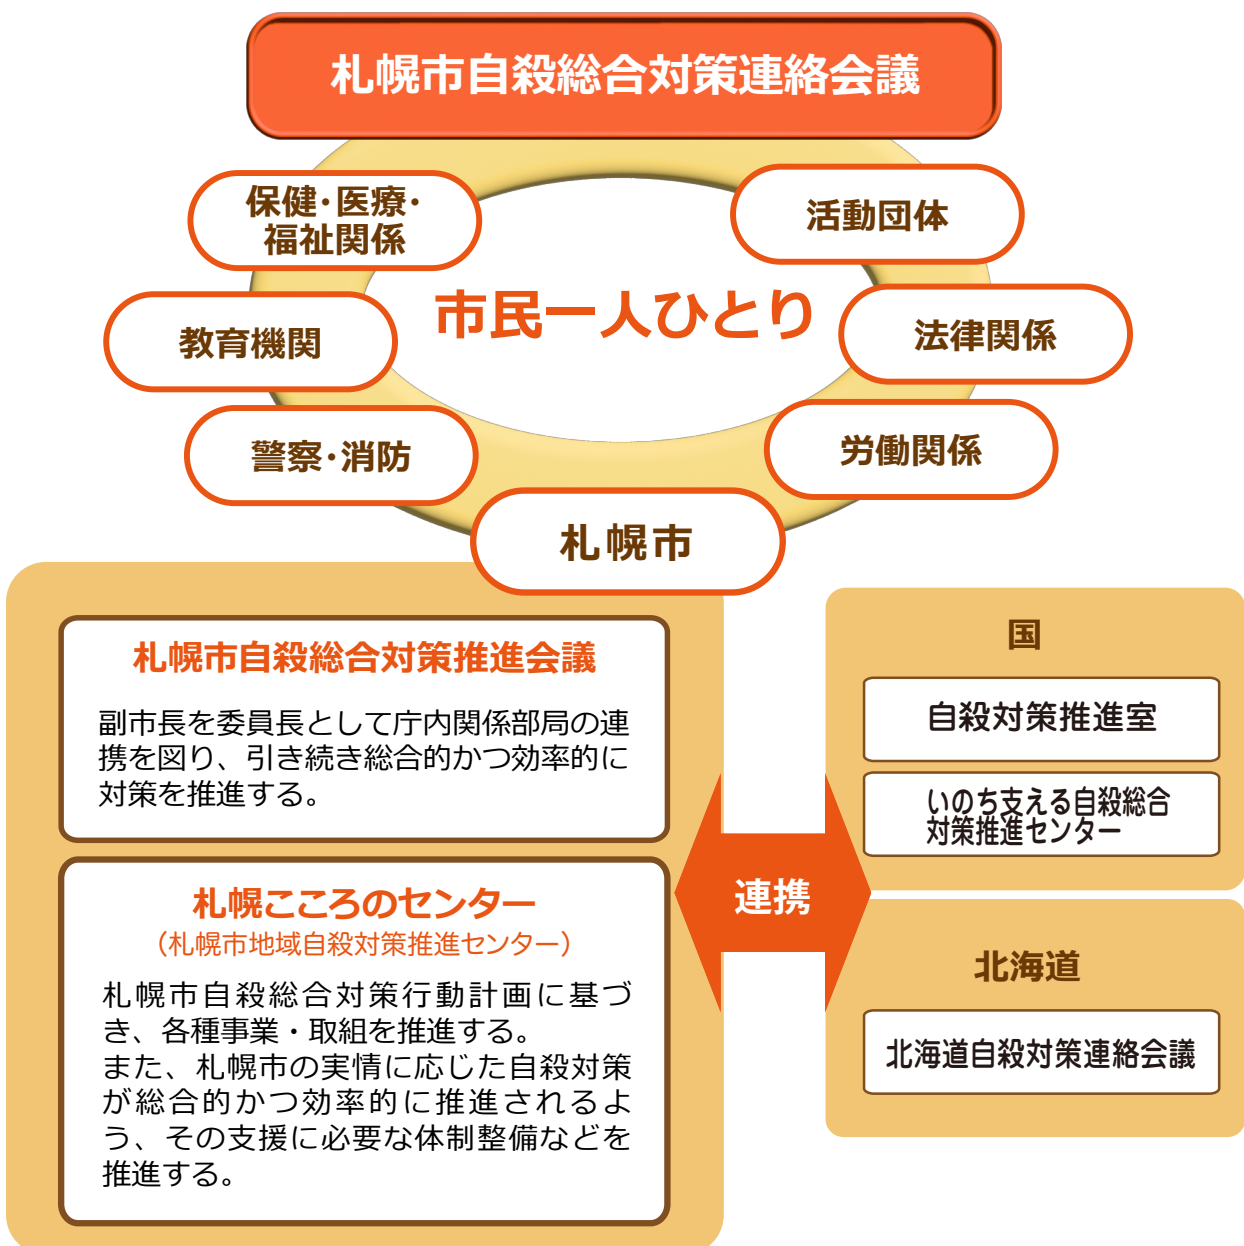 札幌市自殺総合対策連絡会議
保健・医療・
福祉関係
活動団体
市民一人ひとり
教育機関
法律関係
警察・消防
労働関係
札幌市
札幌市自殺総合対策推進会議
副市長を委員長として庁内関係部局の連
携を図り、引き続き総合的かつ効率的に
対策を推進する。
札幌こころのセンター
（札幌市地域自殺対策推進センター）
札幌市自殺総合対策行動計画に基づ
き、各種事業・取組を推進する。
また、札幌市の実情に応じた自殺対策
が総合的かつ効率的に推進されるよ
う、その支援に必要な体制整備などを
推進する。
連携
国
自殺対策推進室
いのち支える自殺総合
対策推進センター
北海道
北海道自殺対策連絡会議